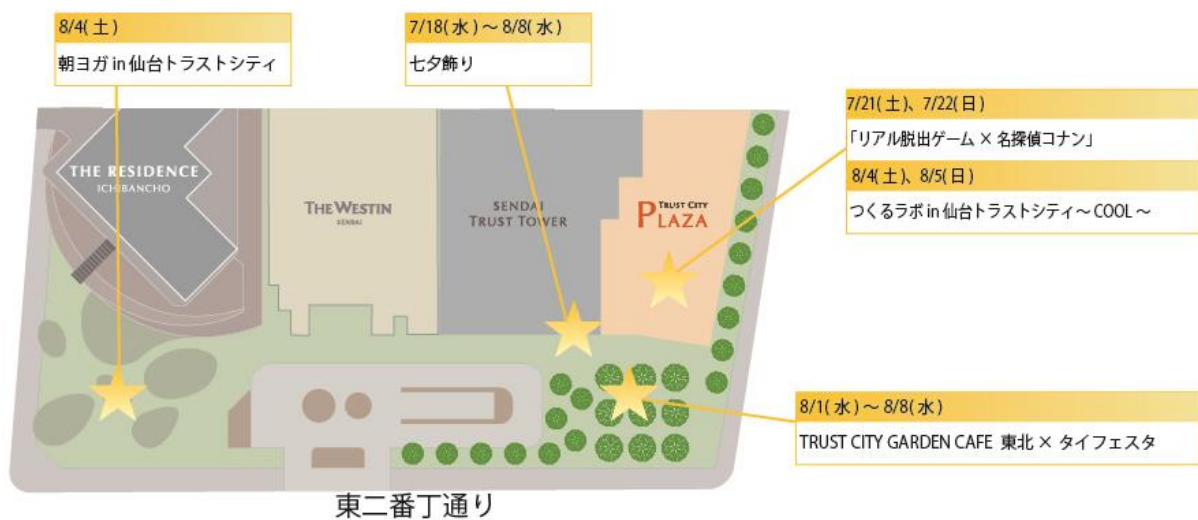 8/4(土)
朝ヨガ in 仙台トラストシティ
7/18(水)～8/8(水)
七夕飾り
7/21(土)、7/22(日)
「リアル脱出ゲーム × 名探偵コナン」
8/4(土)、8/5(日)
つくるラボ in 仙台トラストシティ～COOL～
THE RESIDENCE
ICHIBANCHO
THE WESTIN
SENDAI
SENDAI
TRUST TOWER
TRUST CITY
PLAZA
8/1(水)～8/8(水)
TRUST CITY GARDEN CAFE 東北 × タイフェスタ
東二番丁通り